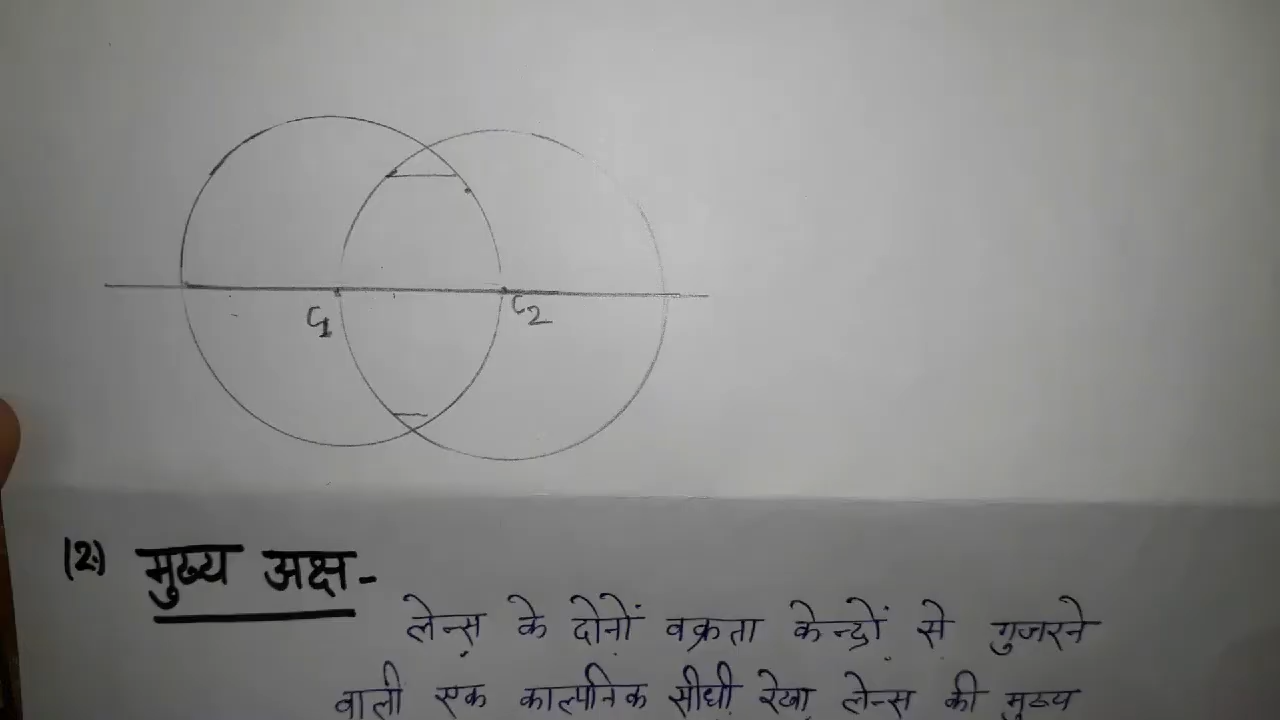 C1
C2
(2.) मुख्य अक्ष-
लेन्स के दोनों वक्रता केन्द्रों से गुजरने
वाली एक काल्पनिक सीधी रेखा लेन्स की मुख्य